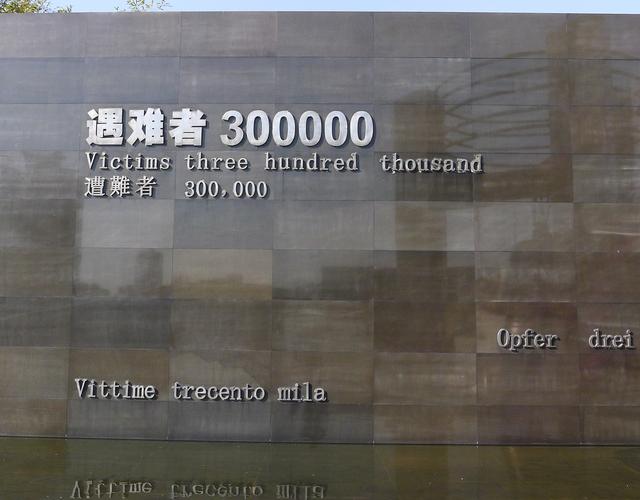 遇难者 300000
Victims three hundred thousand
遭難者 300,000
Opfer drei
Vittime trecento mila